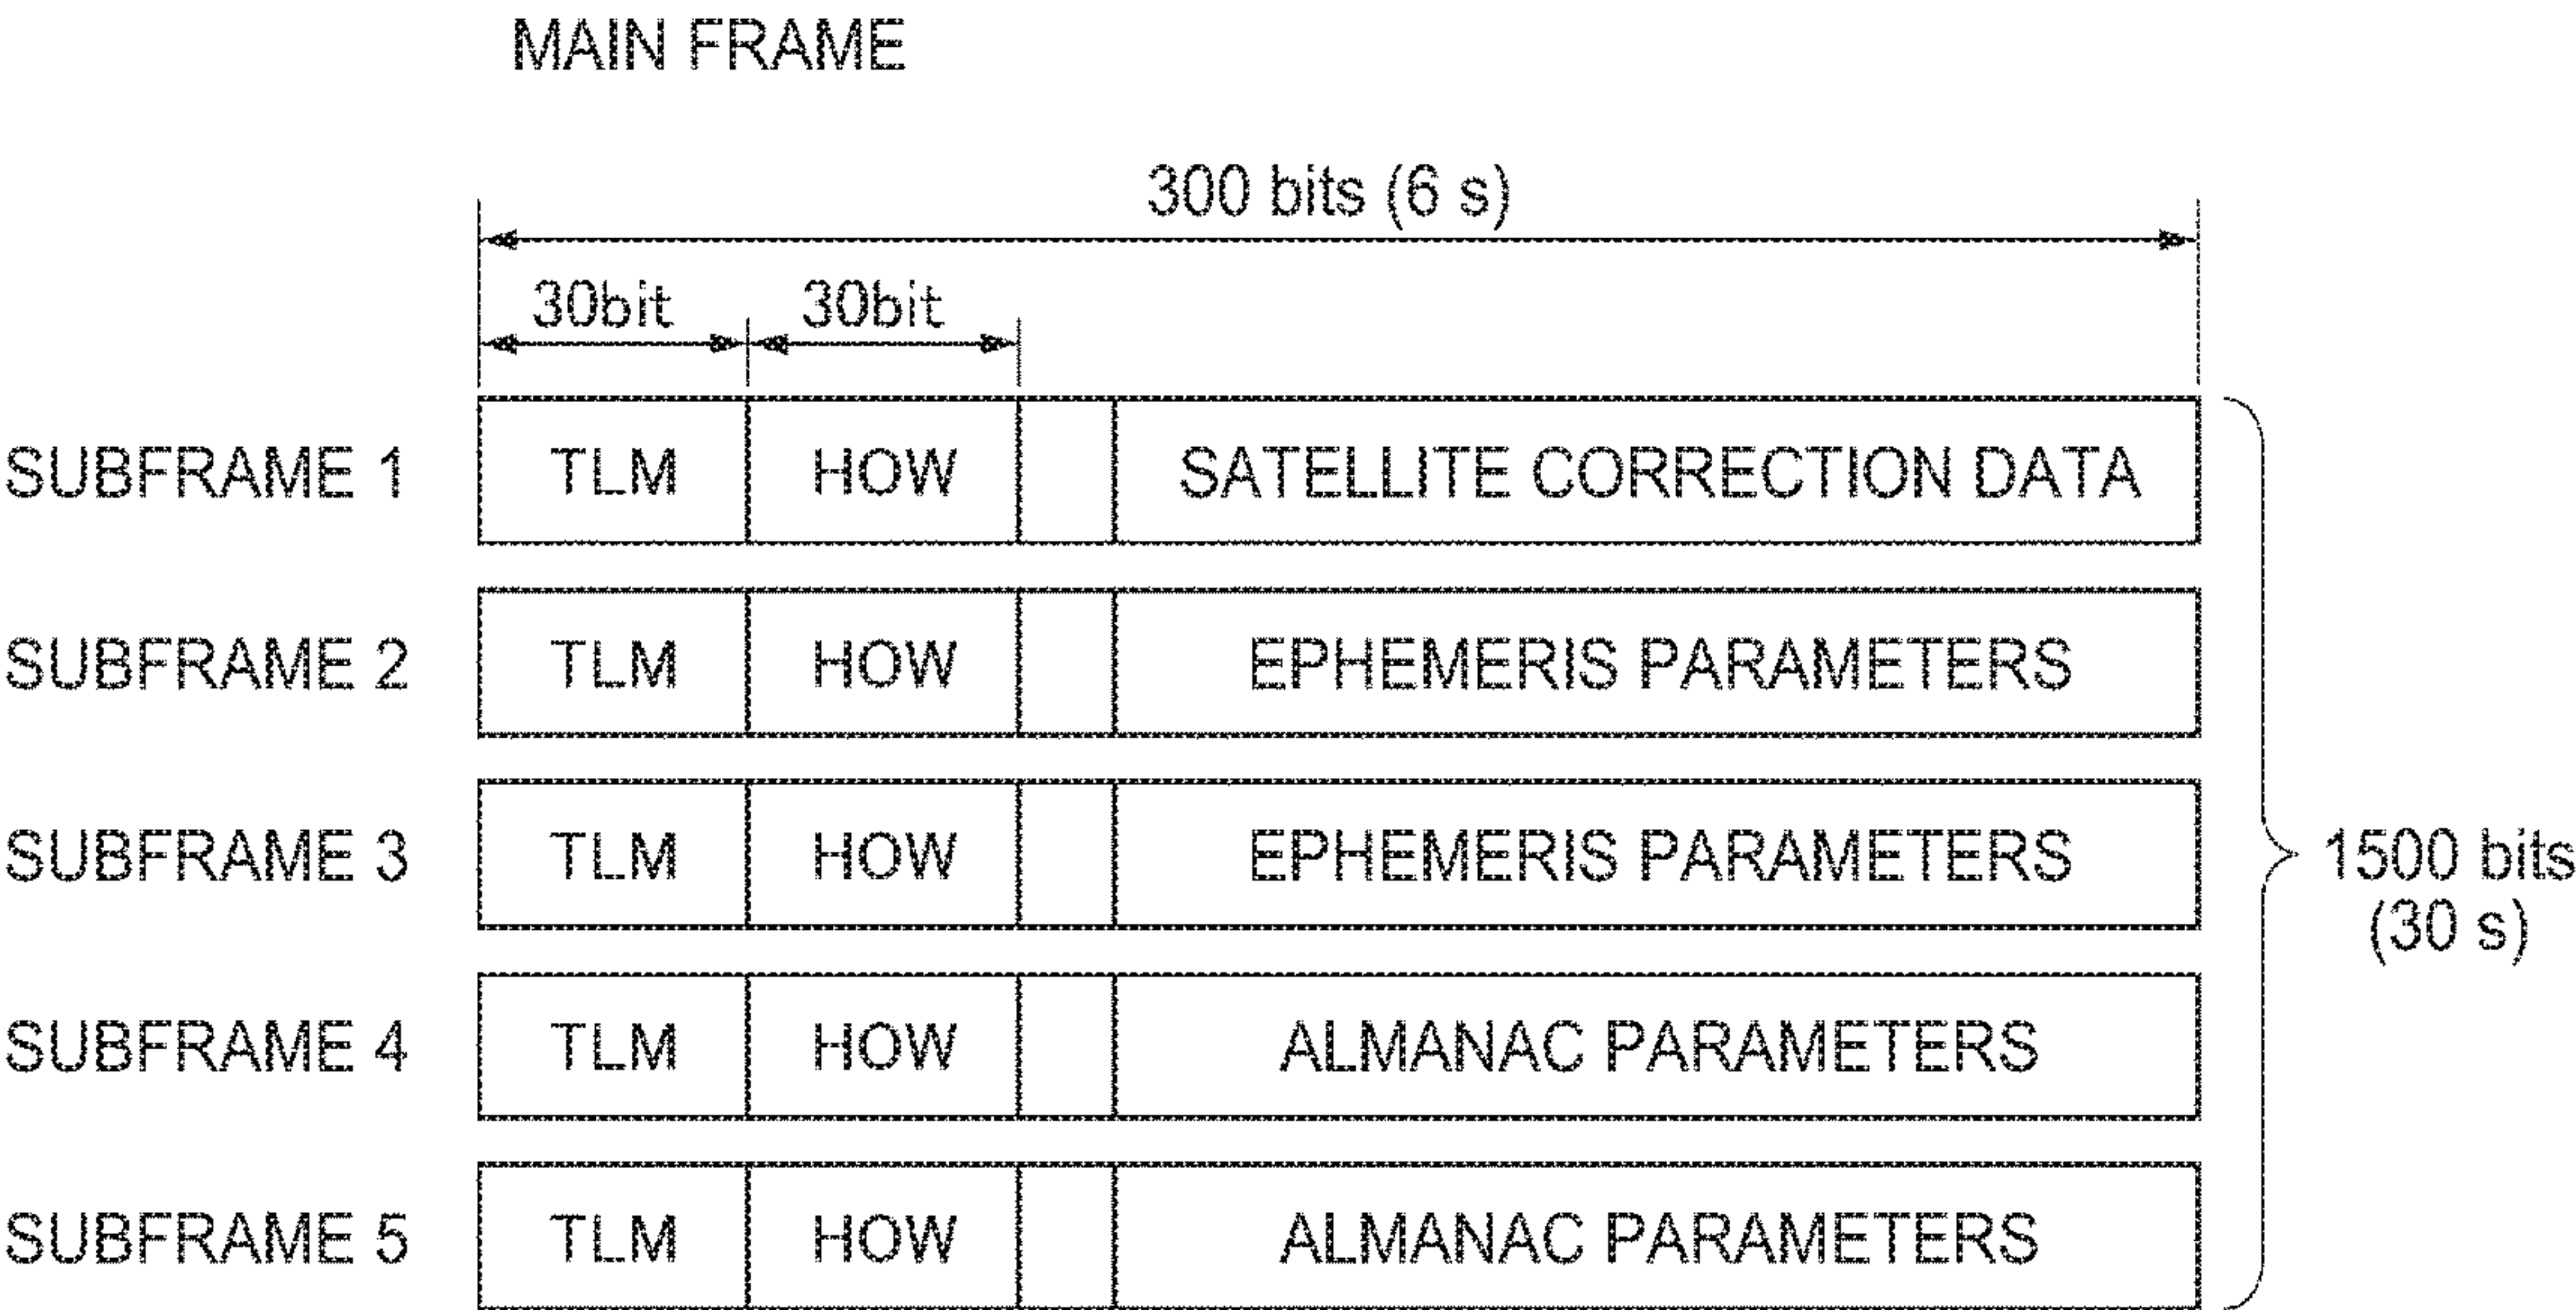 MAIN FRAME
300 bits (6 s)
30bit 30bit
SUBFRAME 1 TLM HOW SATELLITE CORRECTION DATA
SUBFRAME 2 TLM HOW EPHEMERIS PARAMETERS
SUBFRAME 3 TLM HOW EPHEMERIS PARAMETERS
1500 bits
(30 s)
SUBFRAME 4 TLM HOW ALMANAC PARAMETERS
SUBFRAME 5 TLM HOW ALMANAC PARAMETERS